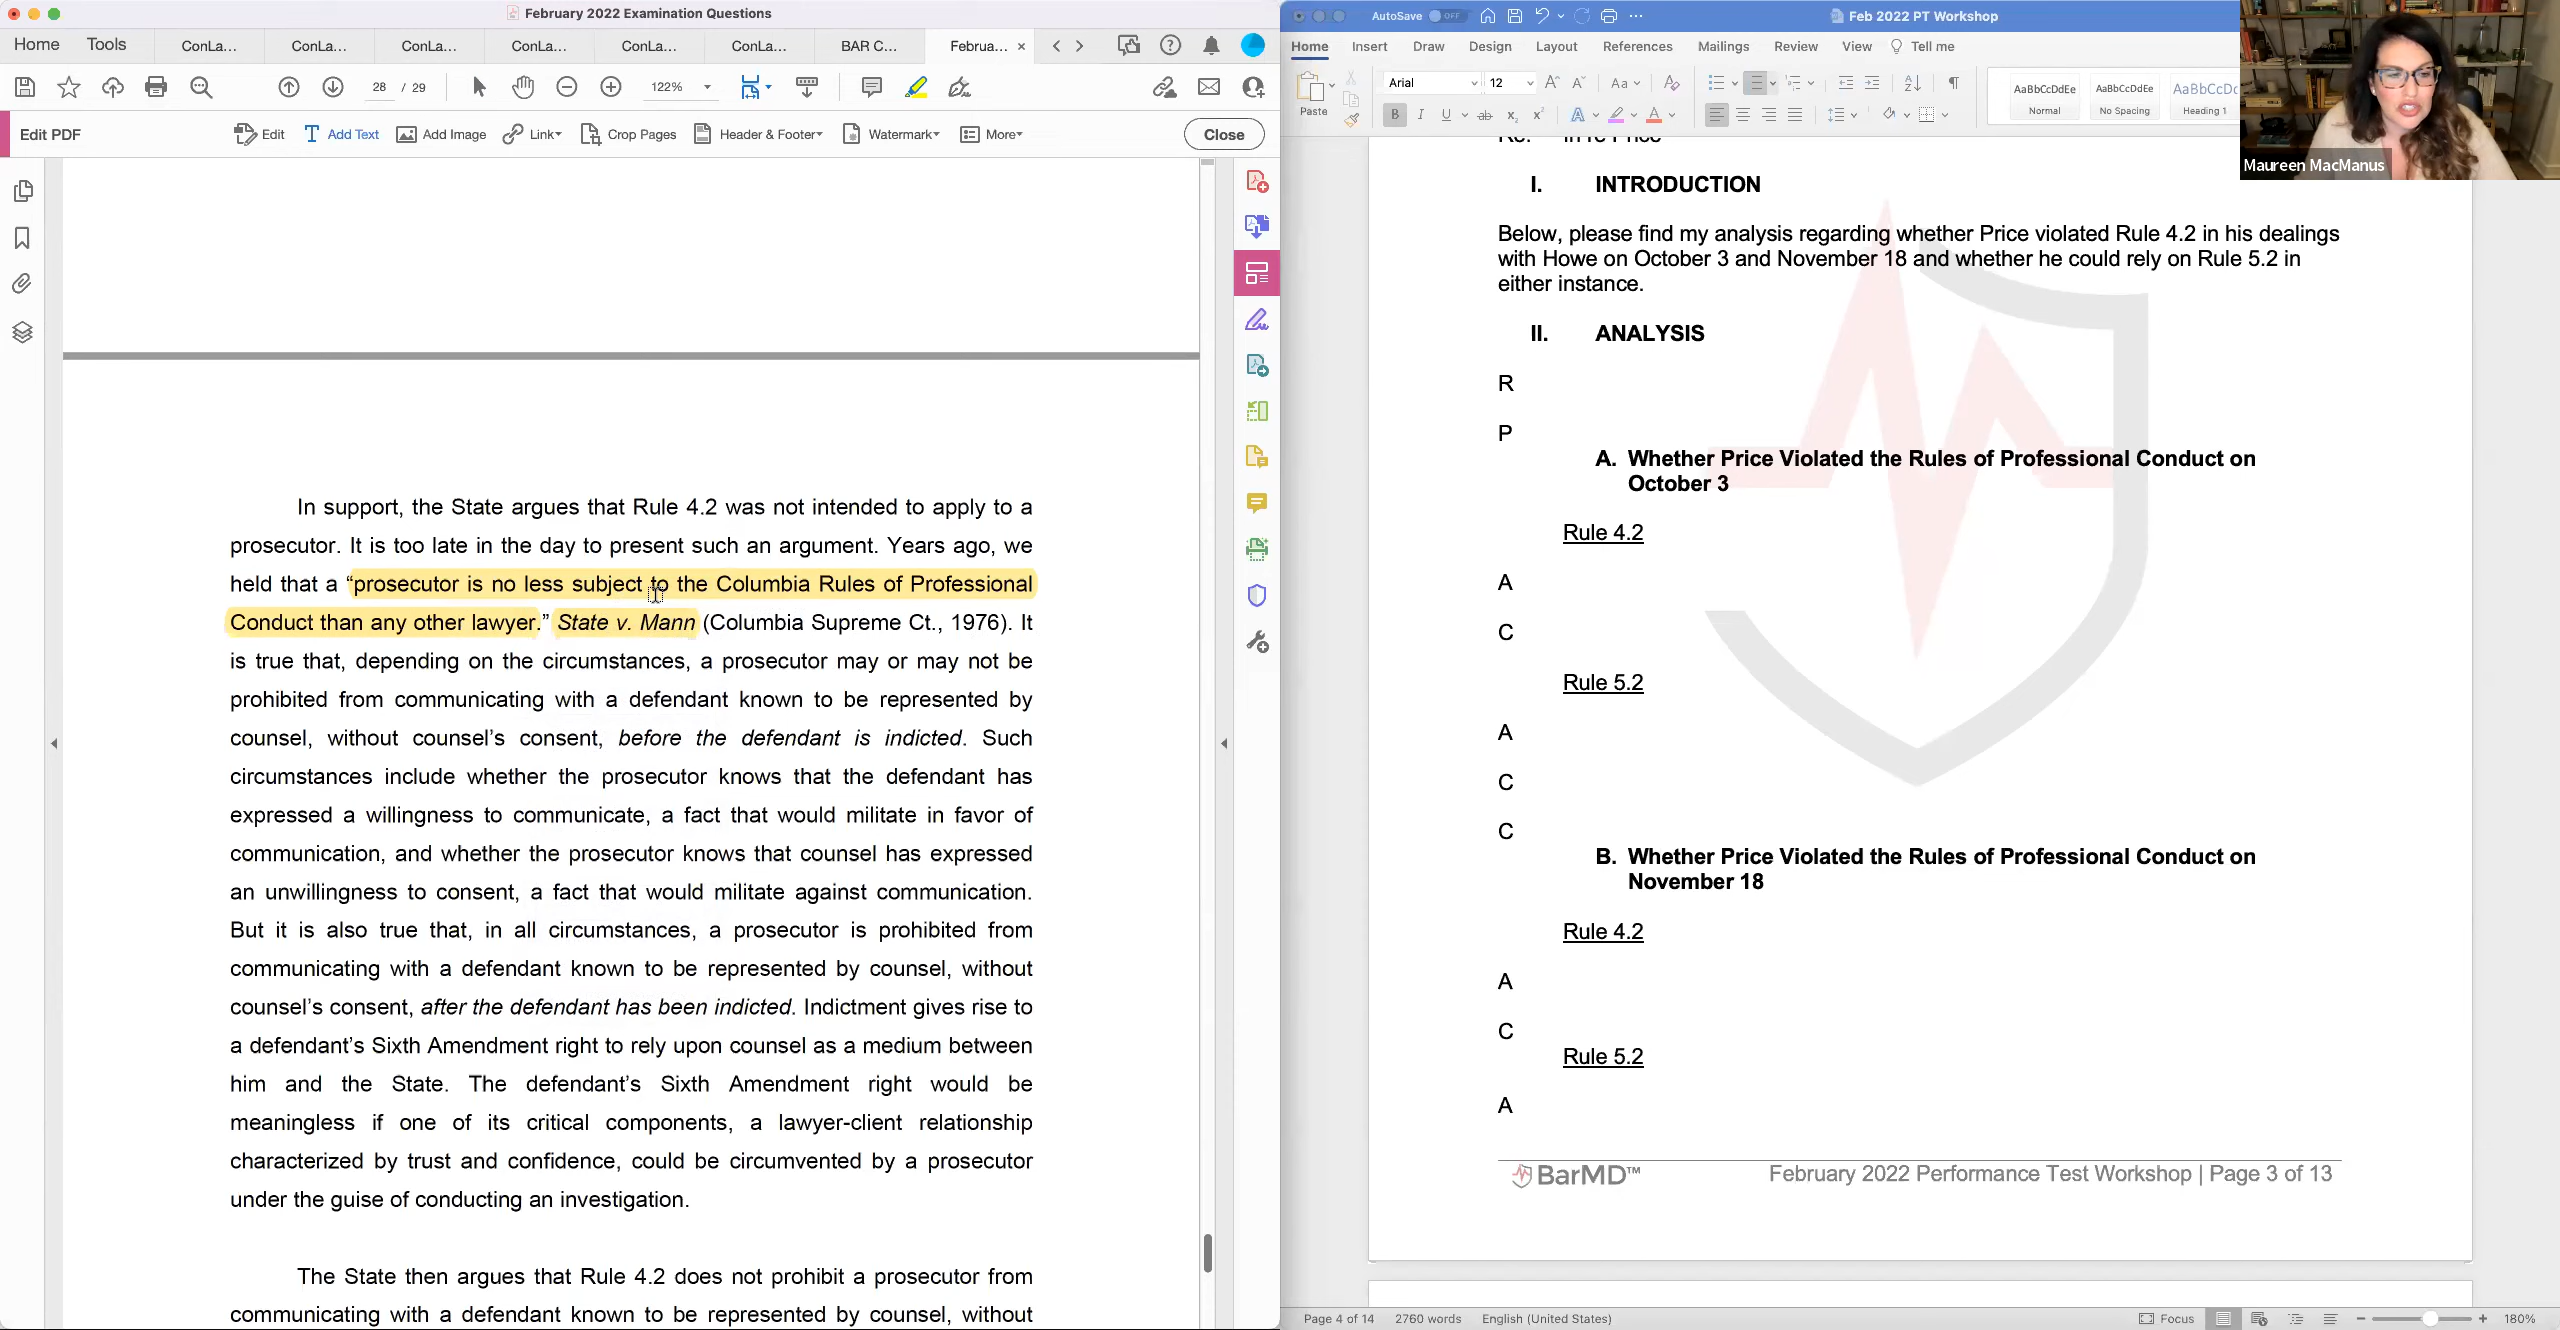 February 2022 Examination Questions
Home Tools ConLa... ConLa... ConLa... ConLa... ConLa... ConLa... BAR C... Februa... ×
28 / 29 122%
Edit PDF Edit Add Text Add Image Link Crop Pages Header & Footer Watermark More Close
In support, the State argues that Rule 4.2 was not intended to apply to a
prosecutor. It is too late in the day to present such an argument. Years ago, we
held that a “prosecutor is no less subject to the Columbia Rules of Professional
Conduct than any other lawyer.” State v. Mann (Columbia Supreme Ct., 1976). It
is true that, depending on the circumstances, a prosecutor may or may not be
prohibited from communicating with a defendant known to be represented by
counsel, without counsel’s consent, before the defendant is indicted. Such
circumstances include whether the prosecutor knows that the defendant has
expressed a willingness to communicate, a fact that would militate in favor of
communication, and whether the prosecutor knows that counsel has expressed
an unwillingness to consent, a fact that would militate against communication.
But it is also true that, in all circumstances, a prosecutor is prohibited from
communicating with a defendant known to be represented by counsel, without
counsel’s consent, after the defendant has been indicted. Indictment gives rise to
a defendant’s Sixth Amendment right to rely upon counsel as a medium between
him and the State. The defendant’s Sixth Amendment right would be
meaningless if one of its critical components, a lawyer-client relationship
characterized by trust and confidence, could be circumvented by a prosecutor
under the guise of conducting an investigation.
The State then argues that Rule 4.2 does not prohibit a prosecutor from
communicating with a defendant known to be represented by counsel, without
AutoSave OFF ... Feb 2022 PT Workshop
Home Insert Draw Design Layout References Mailings Review View Tell me
Paste Arial 12 Aa
AaBbCcDdEe AaBbCcDdEe AaBbCcDc
Normal No Spacing Heading 1
Maureen MacManus
Re: In re Price
I. INTRODUCTION
Below, please find my analysis regarding whether Price violated Rule 4.2 in his dealings
with Howe on October 3 and November 18 and whether he could rely on Rule 5.2 in
either instance.
II. ANALYSIS
R
P
A. Whether Price Violated the Rules of Professional Conduct on
October 3
Rule 4.2
A
C
Rule 5.2
A
C
C
B. Whether Price Violated the Rules of Professional Conduct on
November 18
Rule 4.2
A
C
Rule 5.2
A
BarMD™ February 2022 Performance Test Workshop | Page 3 of 13
Page 4 of 14 2760 words English (United States) Focus 180%